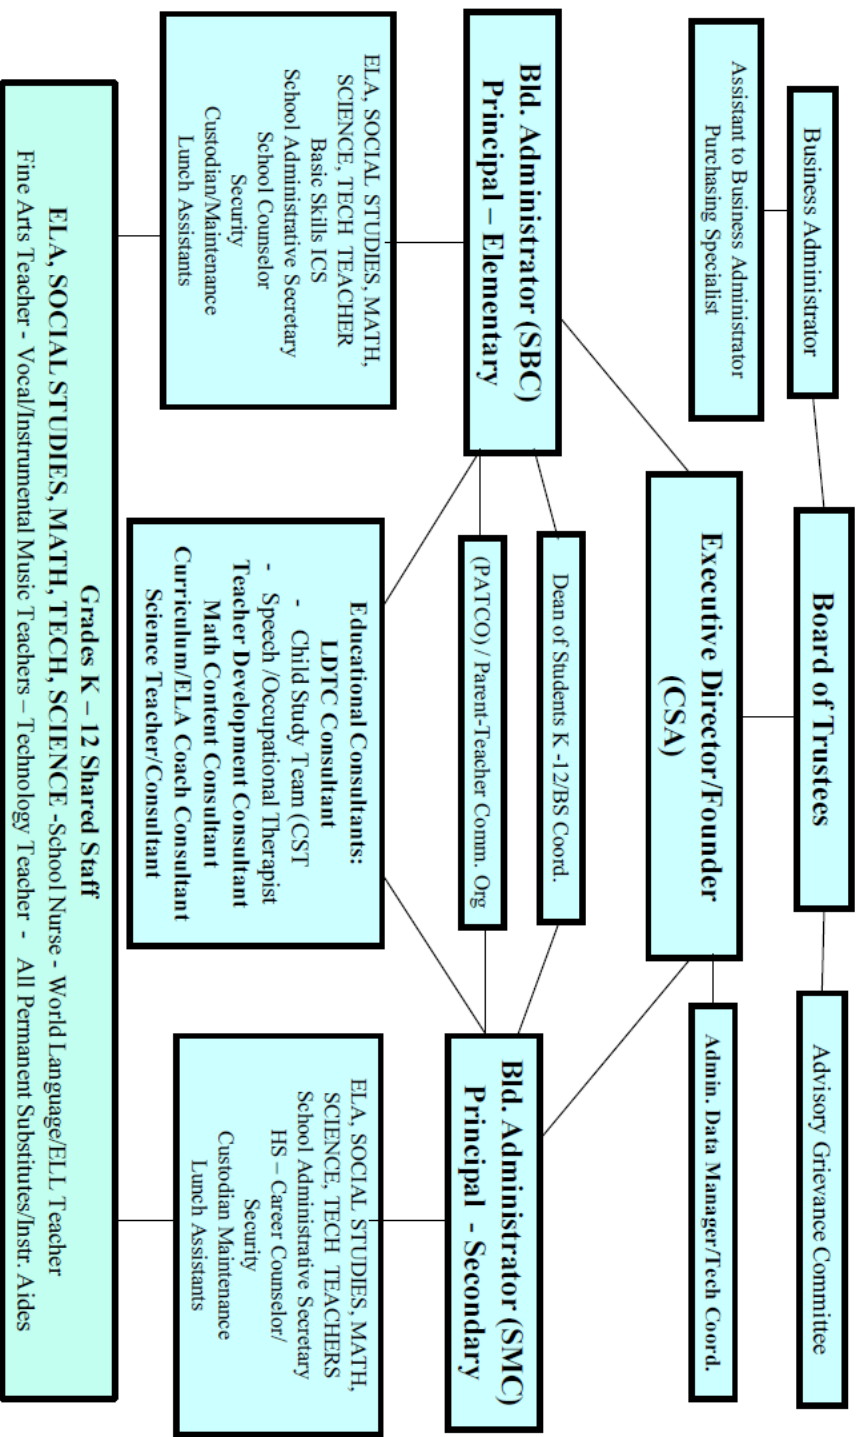 Board of Trustees
Business Administrator
Advisory Grievance Committee
Assistant to Business Administrator
Purchasing Specialist
Executive Director/Founder
(CSA)
Admin. Data Manager/Tech Coord.
Bld. Administrator (SBC)
Principal – Elementary
Dean of Students K -12/BS Coord.
(PATCO) / Parent-Teacher Comm. Org
Bld. Administrator (SMC)
Principal - Secondary
ELA, SOCIAL STUDIES, MATH,
SCIENCE, TECH TEACHER
Basic Skills ICS
School Administrative Secretary
School Counselor
Security
Custodian/Maintenance
Lunch Assistants
Educational Consultants:
LDTC Consultant
- Child Study Team (CST
- Speech /Occupational Therapist
Teacher Development Consultant
Math Content Consultant
Curriculum/ELA Coach Consultant
Science Teacher/Consultant
ELA, SOCIAL STUDIES, MATH,
SCIENCE, TECH TEACHERS
School Administrative Secretary
HS – Career Counselor/
Security
Custodian Maintenance
Lunch Assistants
Grades K – 12 Shared Staff
ELA, SOCIAL STUDIES, MATH, TECH, SCIENCE -School Nurse - World Language/ELL Teacher
Fine Arts Teacher - Vocal/Instrumental Music Teachers – Technology Teacher - All Permanent Substitutes/Instr. Aides